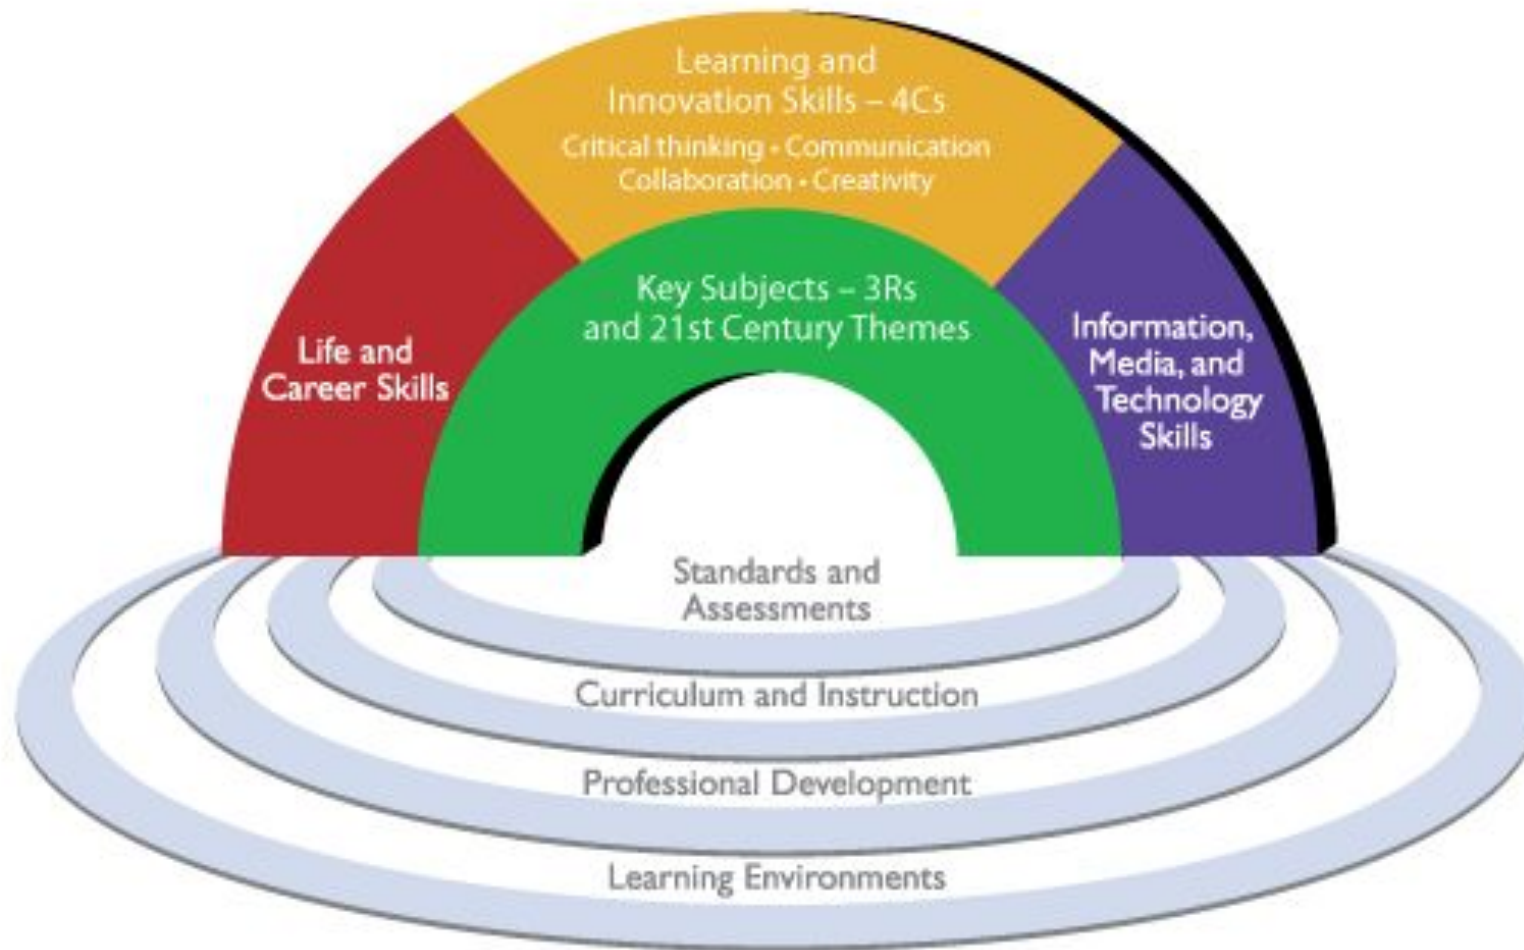 Learning and
Innovation Skills – 4Cs
Critical thinking • Communication
Collaboration • Creativity
Key Subjects – 3Rs
and 21st Century Themes
Life and
Career Skills
Information,
Media, and
Technology
Skills
Standards and
Assessments
Curriculum and Instruction
Professional Development
Learning Environments